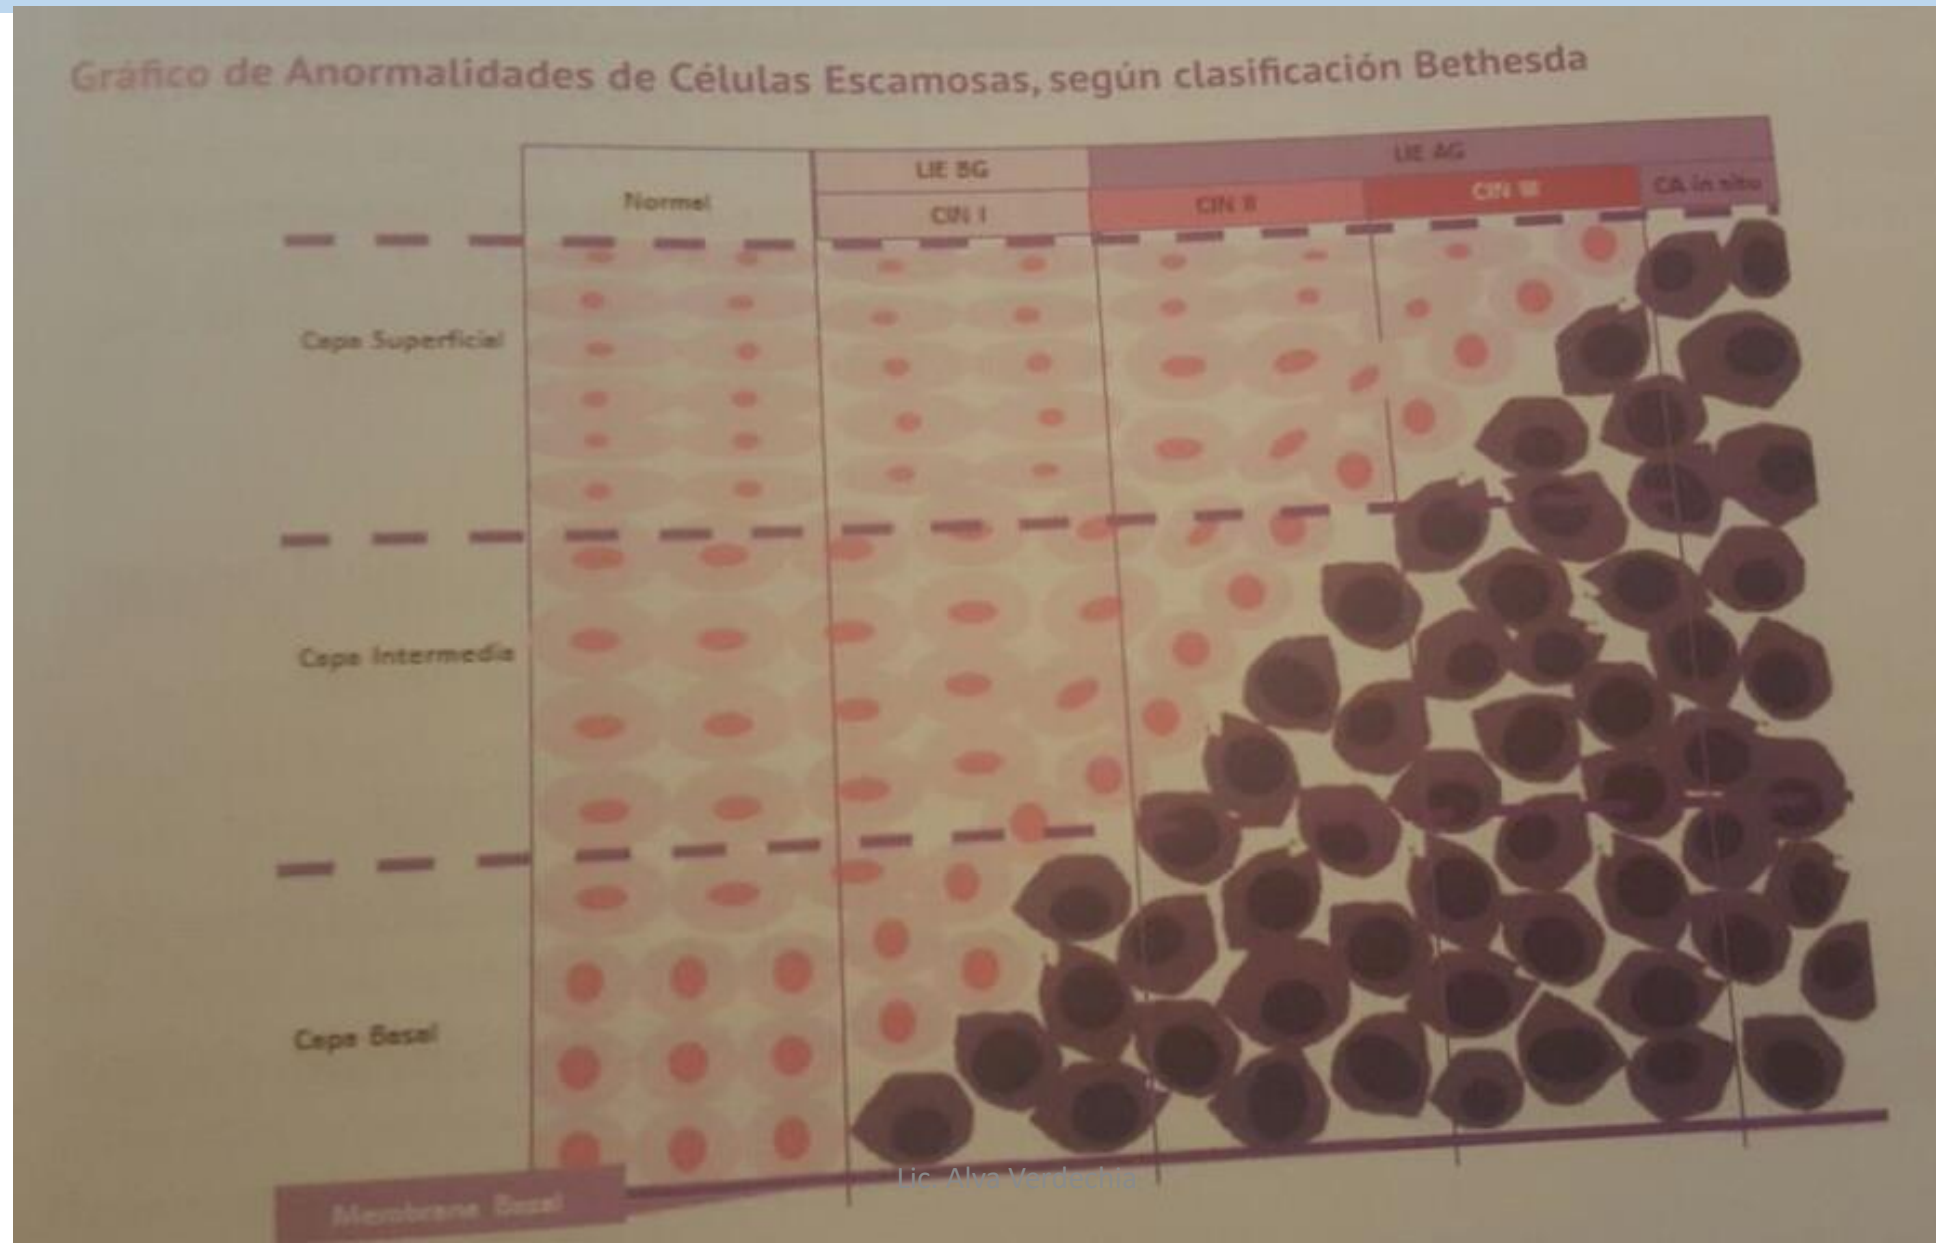 Gráfico de Anormalidades de Células Escamosas, según clasificación Bethesda
LIE BG
LIE AG
Normal
CIN I
CIN II
CIN III
CA in situ
Capa Superficial
Capa Intermedia
Capa Basal
Membrana Basal
Lic. Alva Verdechia